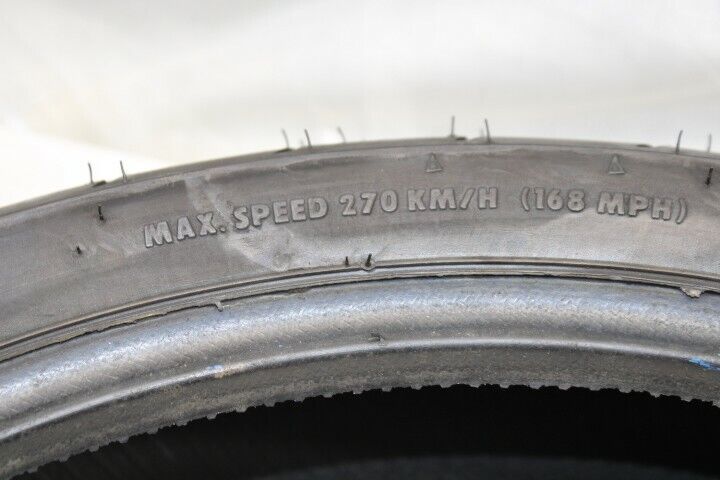 MAX. SPEED 270 KM/H (168 MPH)